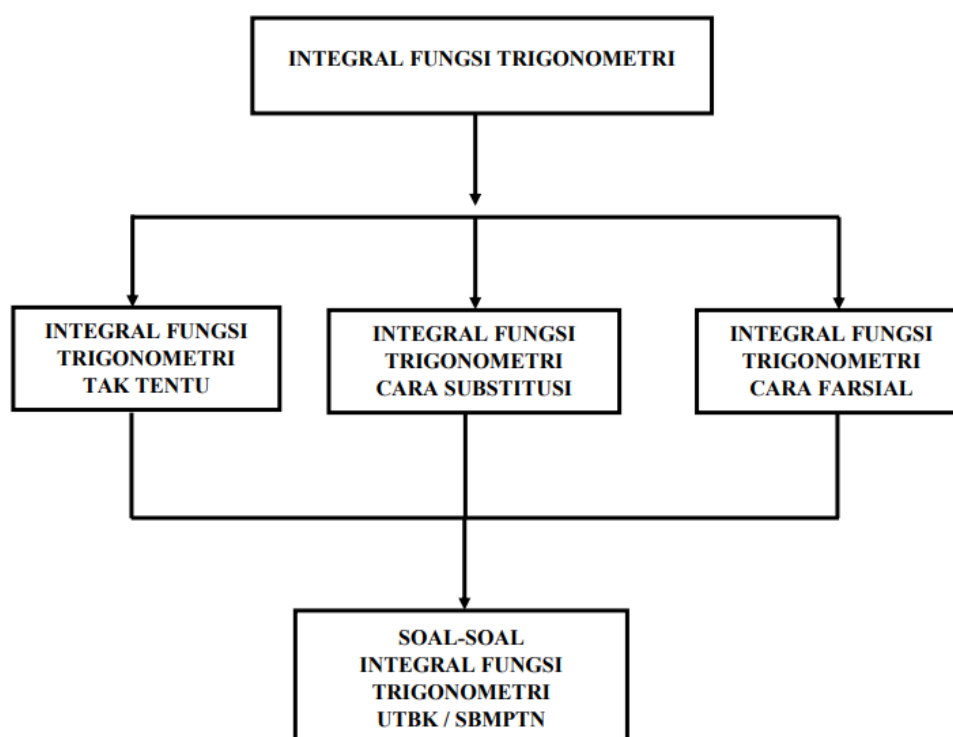 INTEGRAL FUNGSI TRIGONOMETRI
INTEGRAL FUNGSI
TRIGONOMETRI
TAK TENTU
INTEGRAL FUNGSI
TRIGONOMETRI
CARA SUBSTITUSI
INTEGRAL FUNGSI
TRIGONOMETRI
CARA FARSIAL
SOAL-SOAL
INTEGRAL FUNGSI
TRIGONOMETRI
UTBK / SBMPTN